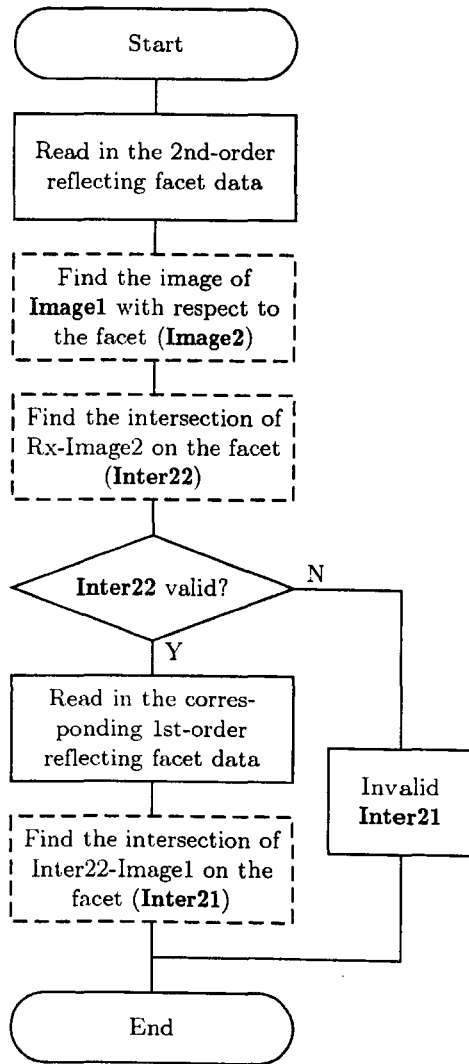 Start
Read in the 2nd-order
reflecting facet data
Find the image of
Image1 with respect to
the facet (Image2)
Find the intersection of
Rx-Image2 on the facet
(Inter22)
Inter22 valid?
N
Y
Read in the corres-
ponding 1st-order
reflecting facet data
Invalid
Inter21
Find the intersection of
Inter22-Image1 on the
facet (Inter21)
End